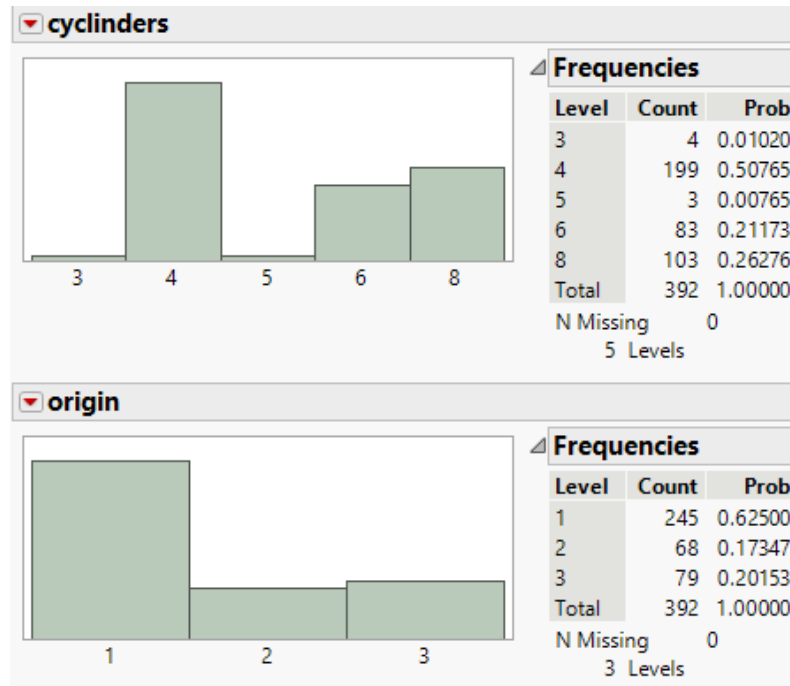 cyclinders
Frequencies
Level Count Prob
3 4 0.01020
4 199 0.50765
5 3 0.00765
6 83 0.21173
8 103 0.26276
Total 392 1.00000
N Missing 0
5 Levels
3 4 5 6 8
origin
Frequencies
Level Count Prob
1 245 0.62500
2 68 0.17347
3 79 0.20153
Total 392 1.00000
N Missing 0
3 Levels
1 2 3